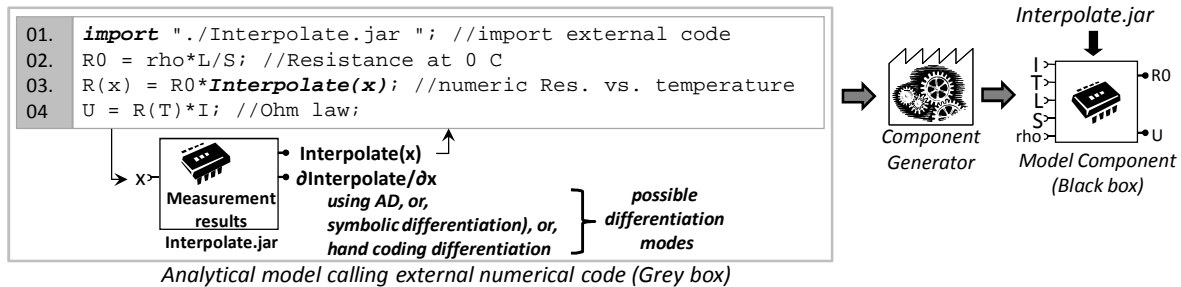 01. import "./Interpolate.jar "; //import external code
02. R0 = rho*L/S; //Resistance at 0 C
03. R(x) = R0*Interpolate(x); //numeric Res. vs. temperature
04 U = R(T)*I; //Ohm law;
x
Measurement
results
Interpolate.jar
Interpolate(x)
∂Interpolate/∂x
using AD, or,
symbolic differentiation), or,
hand coding differentiation
possible
differentiation
modes
Analytical model calling external numerical code (Grey box)
Component
Generator
Interpolate.jar
I
T
L
S
rho
R0
U
Model Component
(Black box)